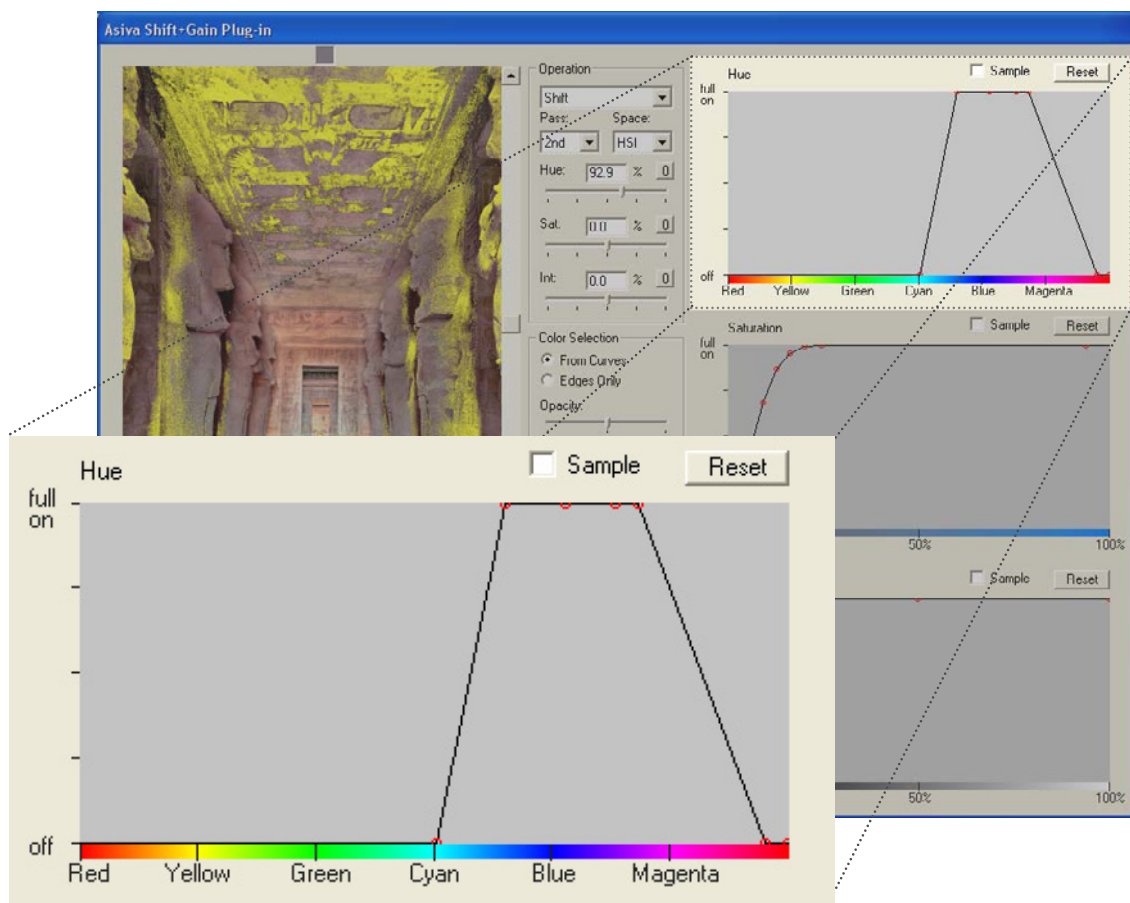 Asiva Shift+Gain Plug-in
Operation
Shift
Pass: Space:
2nd HSI
Hue: 92.9 % 0
Sat. 0.0 % 0
Int: 0.0 % 0
Color Selection
From Curves
Edges Only
Opacity:
Hue Sample Reset
full
on
off
Red Yellow Green Cyan Blue Magenta
Saturation Sample Reset
full
on
50% 100%
Sample Reset
50% 100%
Hue Sample Reset
full
on
off
Red Yellow Green Cyan Blue Magenta